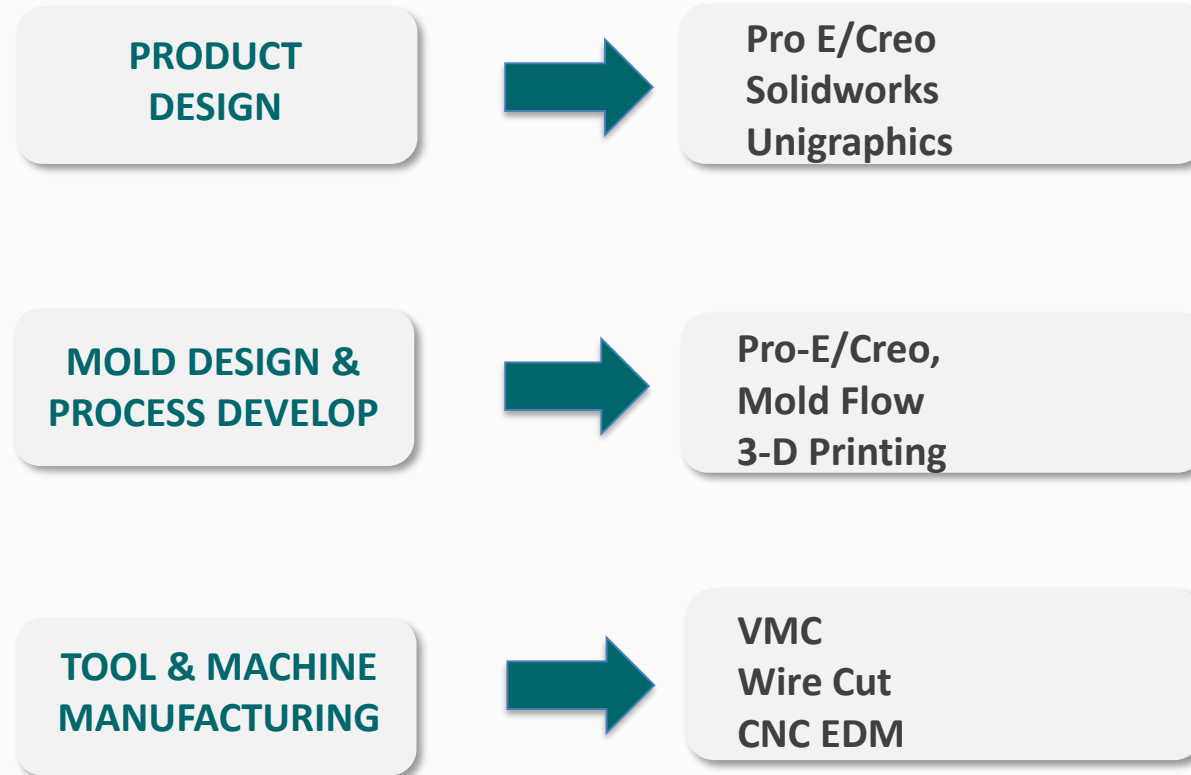 PRODUCT
DESIGN
Pro E/Creo
Solidworks
Unigraphics
MOLD DESIGN &
PROCESS DEVELOP
Pro-E/Creo,
Mold Flow
3-D Printing
TOOL & MACHINE
MANUFACTURING
VMC
Wire Cut
CNC EDM